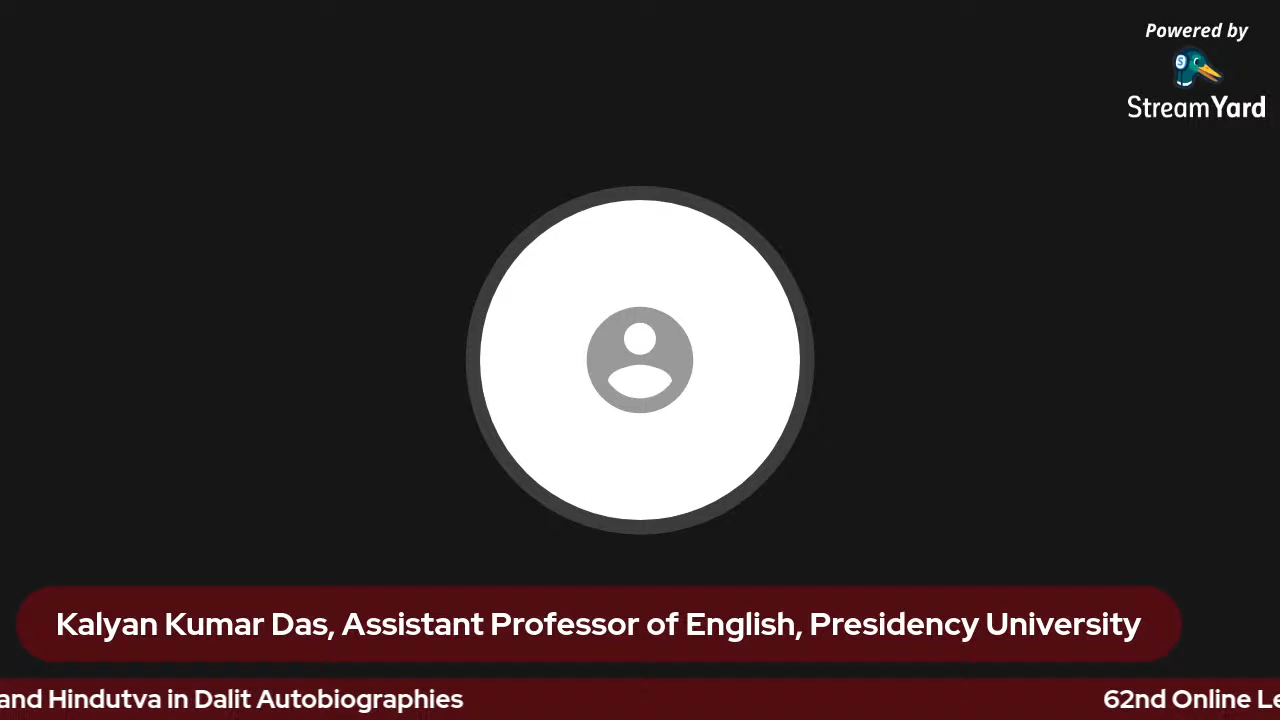 Powered by
StreamYard
Kalyan Kumar Das, Assistant Professor of English, Presidency University
and Hindutva in Dalit Autobiographies
62nd Online